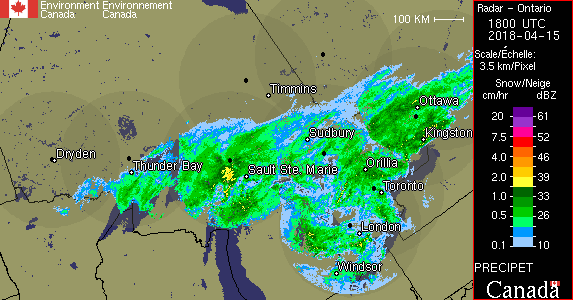 Environment Environnement
Canada Canada
100 KM
Timmins
Ottawa
Sudbury
Kingston
Dryden
Thunder Bay
Sault Ste. Marie
Orillia
Toronto
London
Windsor
Radar - Ontario
1800 UTC
2018-04-15
Scale/Échelle:
3.5 km/Pixel
Snow/Neige
cm/hr dBZ
20 61
7.5 52
4.0 46
2.0 39
1.0 33
0.5 26
0.1 10
PRECIPET
Canada